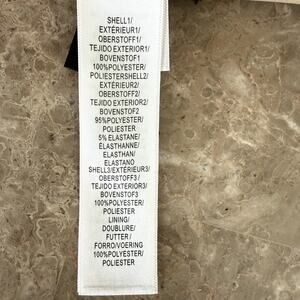 SHELL1/
EXTÉRIEUR1/
OBERSTOFF1/
TEJIDO EXTERIOR1/
BOVENSTOF1
100%POLYESTER/
POLIESTERSHELL2/
EXTÉRIEUR2/
OBERSTOFF2/
TEJIDO EXTERIOR2/
BOVENSTOF2
95%POLYESTER/
POLIESTER
5% ELASTANE/
ÉLASTHANNE/
ELASTHAN/
ELASTANO
SHELL3/EXTÉRIEUR3/
OBERSTOFF3 /
TEJIDO EXTERIOR3/
BOVENSTOF3
100%POLYESTER/
POLIESTER
LINING/
DOUBLURE/
FUTTER /
FORRO/VOERING
100%POLYESTER/
POLIESTER